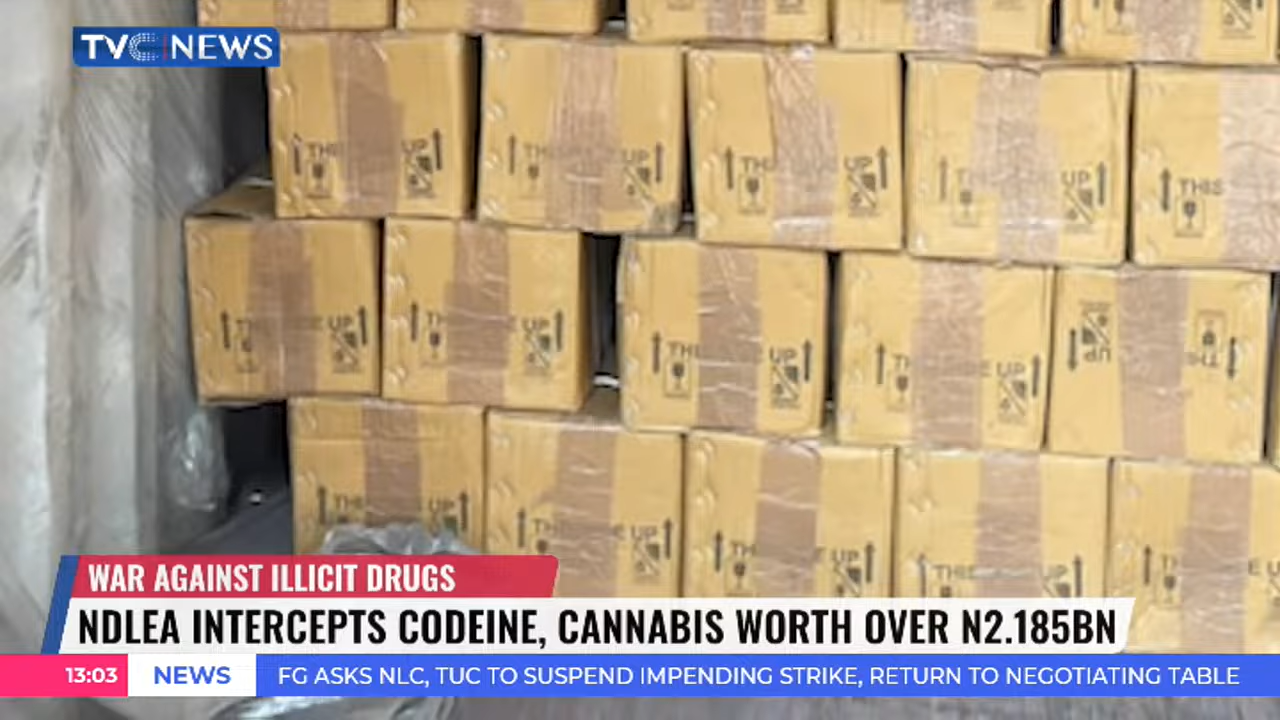 TVC NEWS
THIS
WAR AGAINST ILLICIT DRUGS
NDLEA INTERCEPTS CODEINE, CANNABIS WORTH OVER N2.185BN
13:03 NEWS FG ASKS NLC, TUC TO SUSPEND IMPENDING STRIKE, RETURN TO NEGOTIATING TABLE